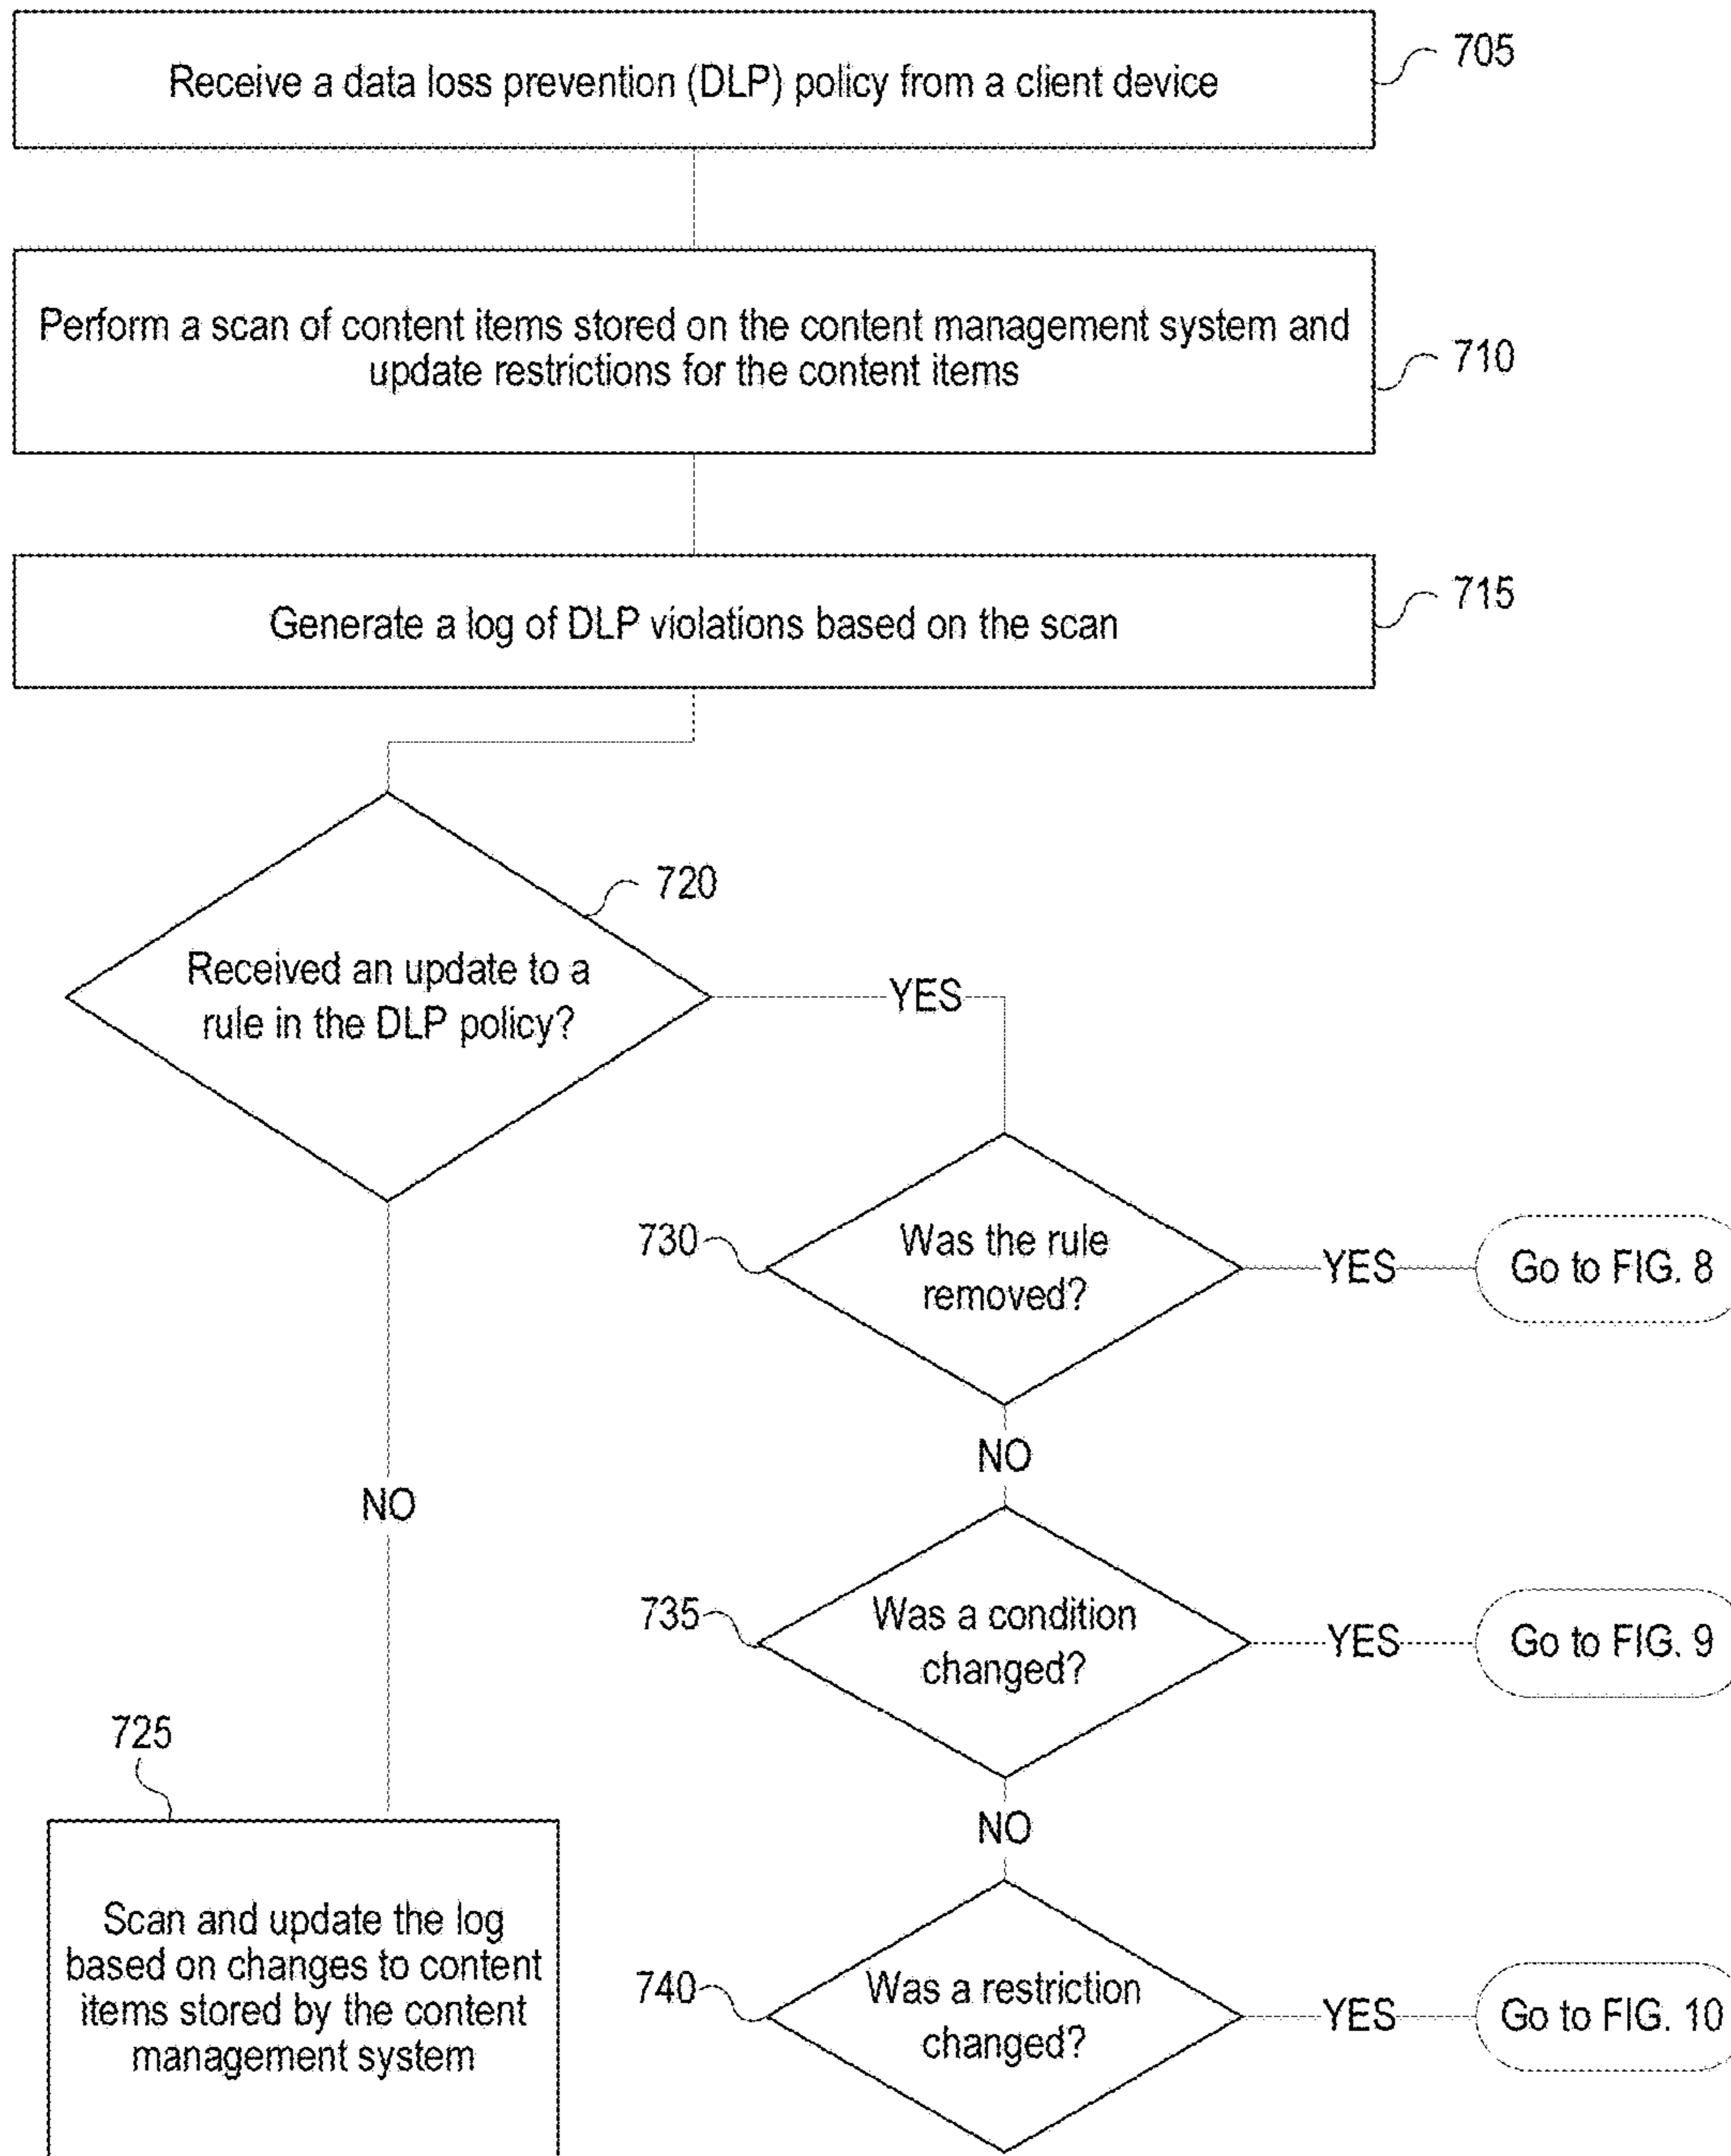 Receive a data loss prevention (DLP) policy from a client device
705
Perform a scan of content items stored on the content management system and
update restrictions for the content items
710
Generate a log of DLP violations based on the scan
715
720
Received an update to a
rule in the DLP policy?
YES
730
Was the rule
removed?
YES
Go to FIG. 8
NO
NO
735
Was a condition
changed?
YES
Go to FIG. 9
725
NO
Scan and update the log
based on changes to content
items stored by the content
management system
740
Was a restriction
changed?
YES
Go to FIG. 10